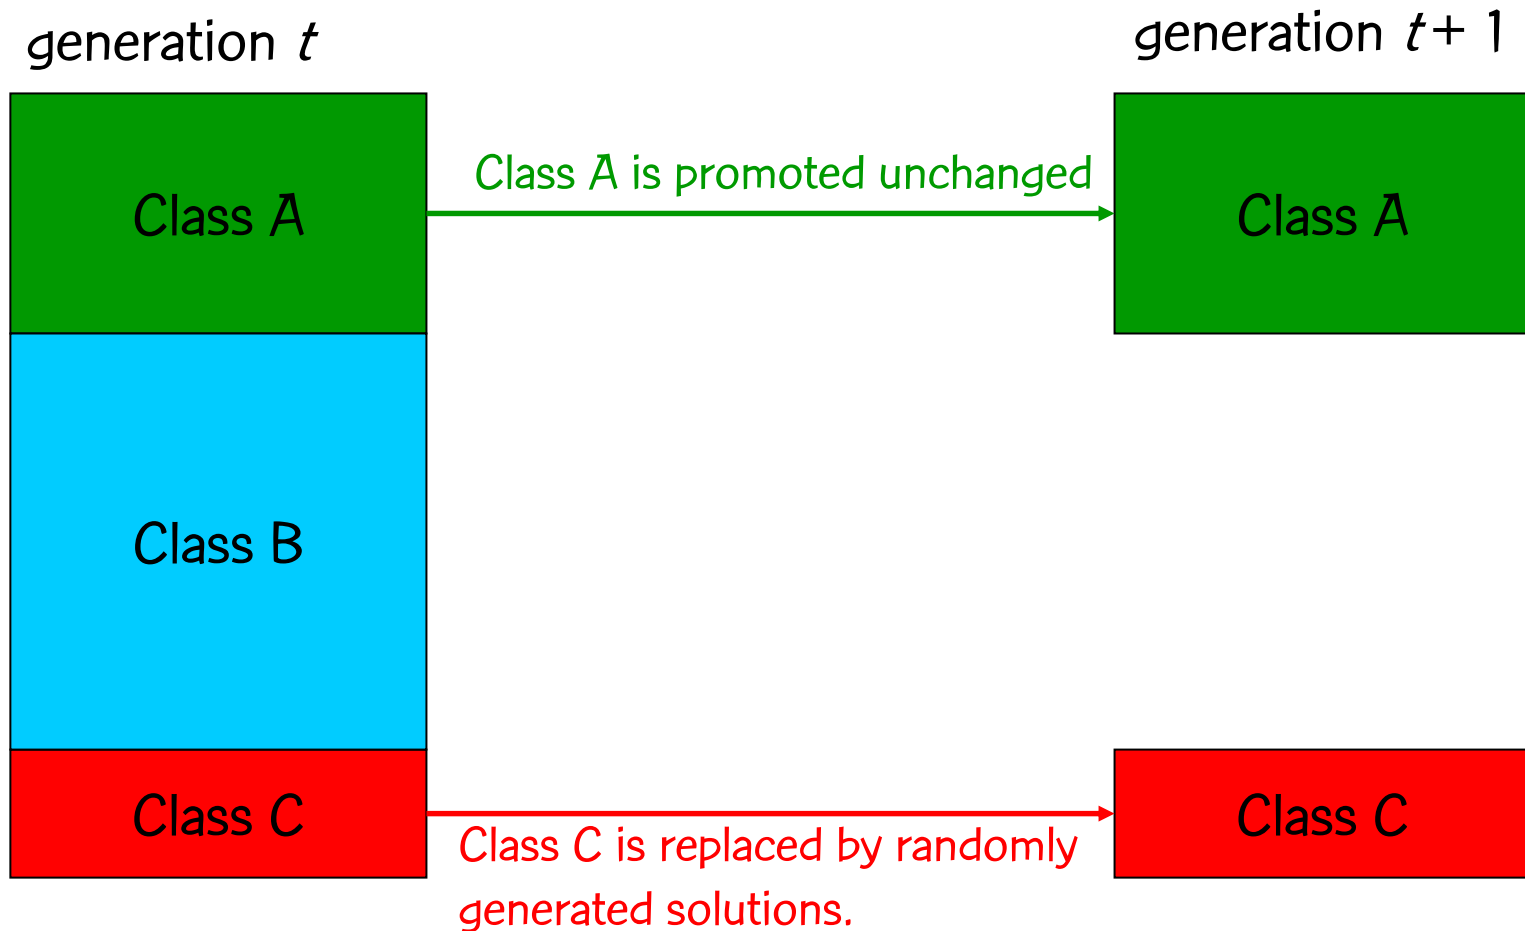 generation t
generation t + 1
Class A
Class A is promoted unchanged
Class A
Class B
Class C
Class C is replaced by randomly
generated solutions.
Class C